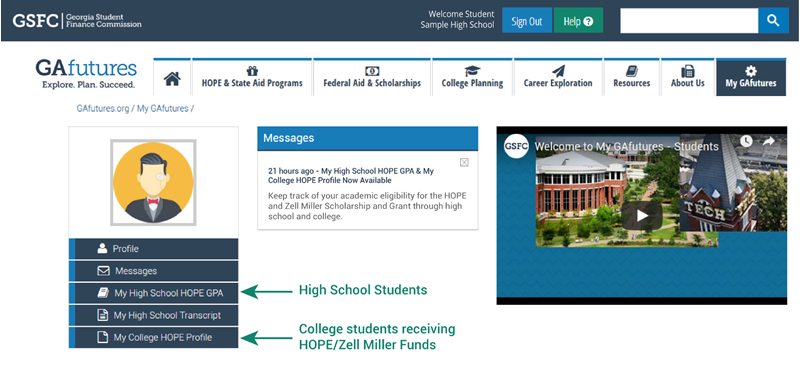 GSFC Georgia Student
Finance Commission
Welcome Student
Sample High School
Sign Out
Help
GAfutures
Explore. Plan. Succeed.
HOPE & State Aid Programs
Federal Aid & Scholarships
College Planning
Career Exploration
Resources
About Us
My GAfutures
GAfutures.org / My GAfutures /
Profile
Messages
My High School HOPE GPA
My High School Transcript
My College HOPE Profile
Messages
21 hours ago - My High School HOPE GPA & My
College HOPE Profile Now Available
Keep track of your academic eligibility for the HOPE
and Zell Miller Scholarship and Grant through high
school and college.
High School Students
College students receiving
HOPE/Zell Miller Funds
GSFC Welcome to My GAfutures - Students
TECH